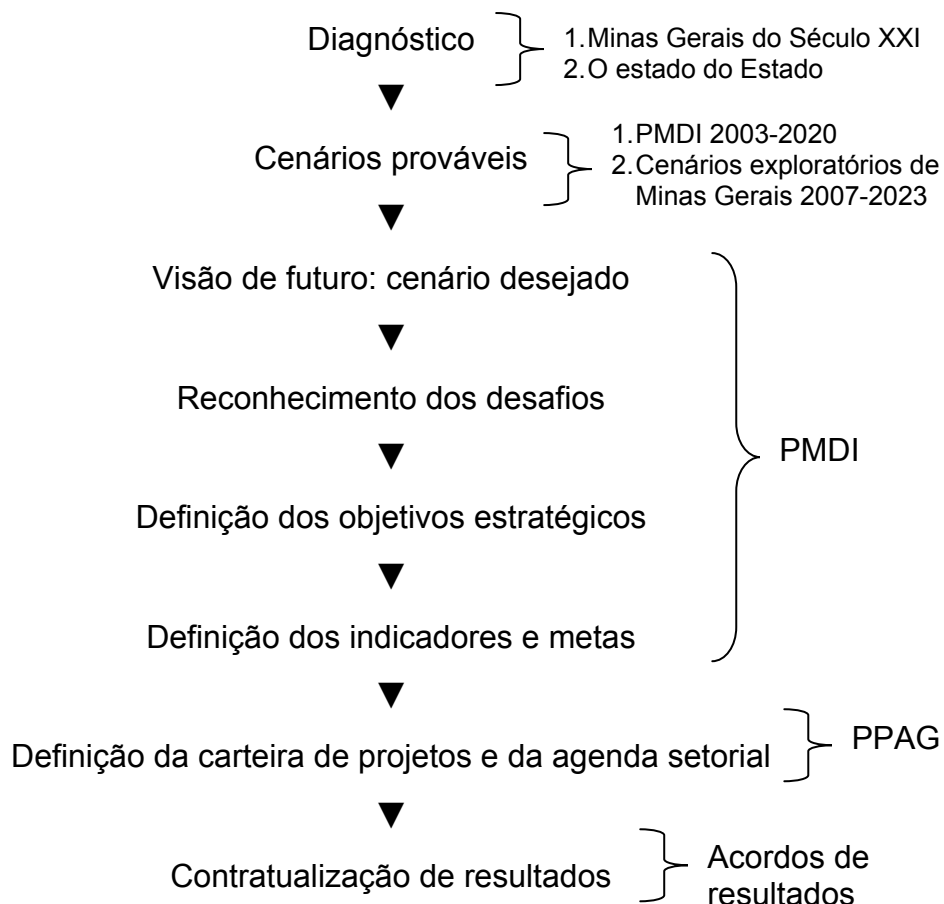 Diagnóstico
1.Minas Gerais do Século XXI
2.O estado do Estado
Cenários prováveis
1.PMDI 2003-2020
2.Cenários exploratórios de
Minas Gerais 2007-2023
Visão de futuro: cenário desejado
Reconhecimento dos desafios
PMDI
Definição dos objetivos estratégicos
Definição dos indicadores e metas
Definição da carteira de projetos e da agenda setorial
PPAG
Contratualização de resultados
Acordos de
resultados